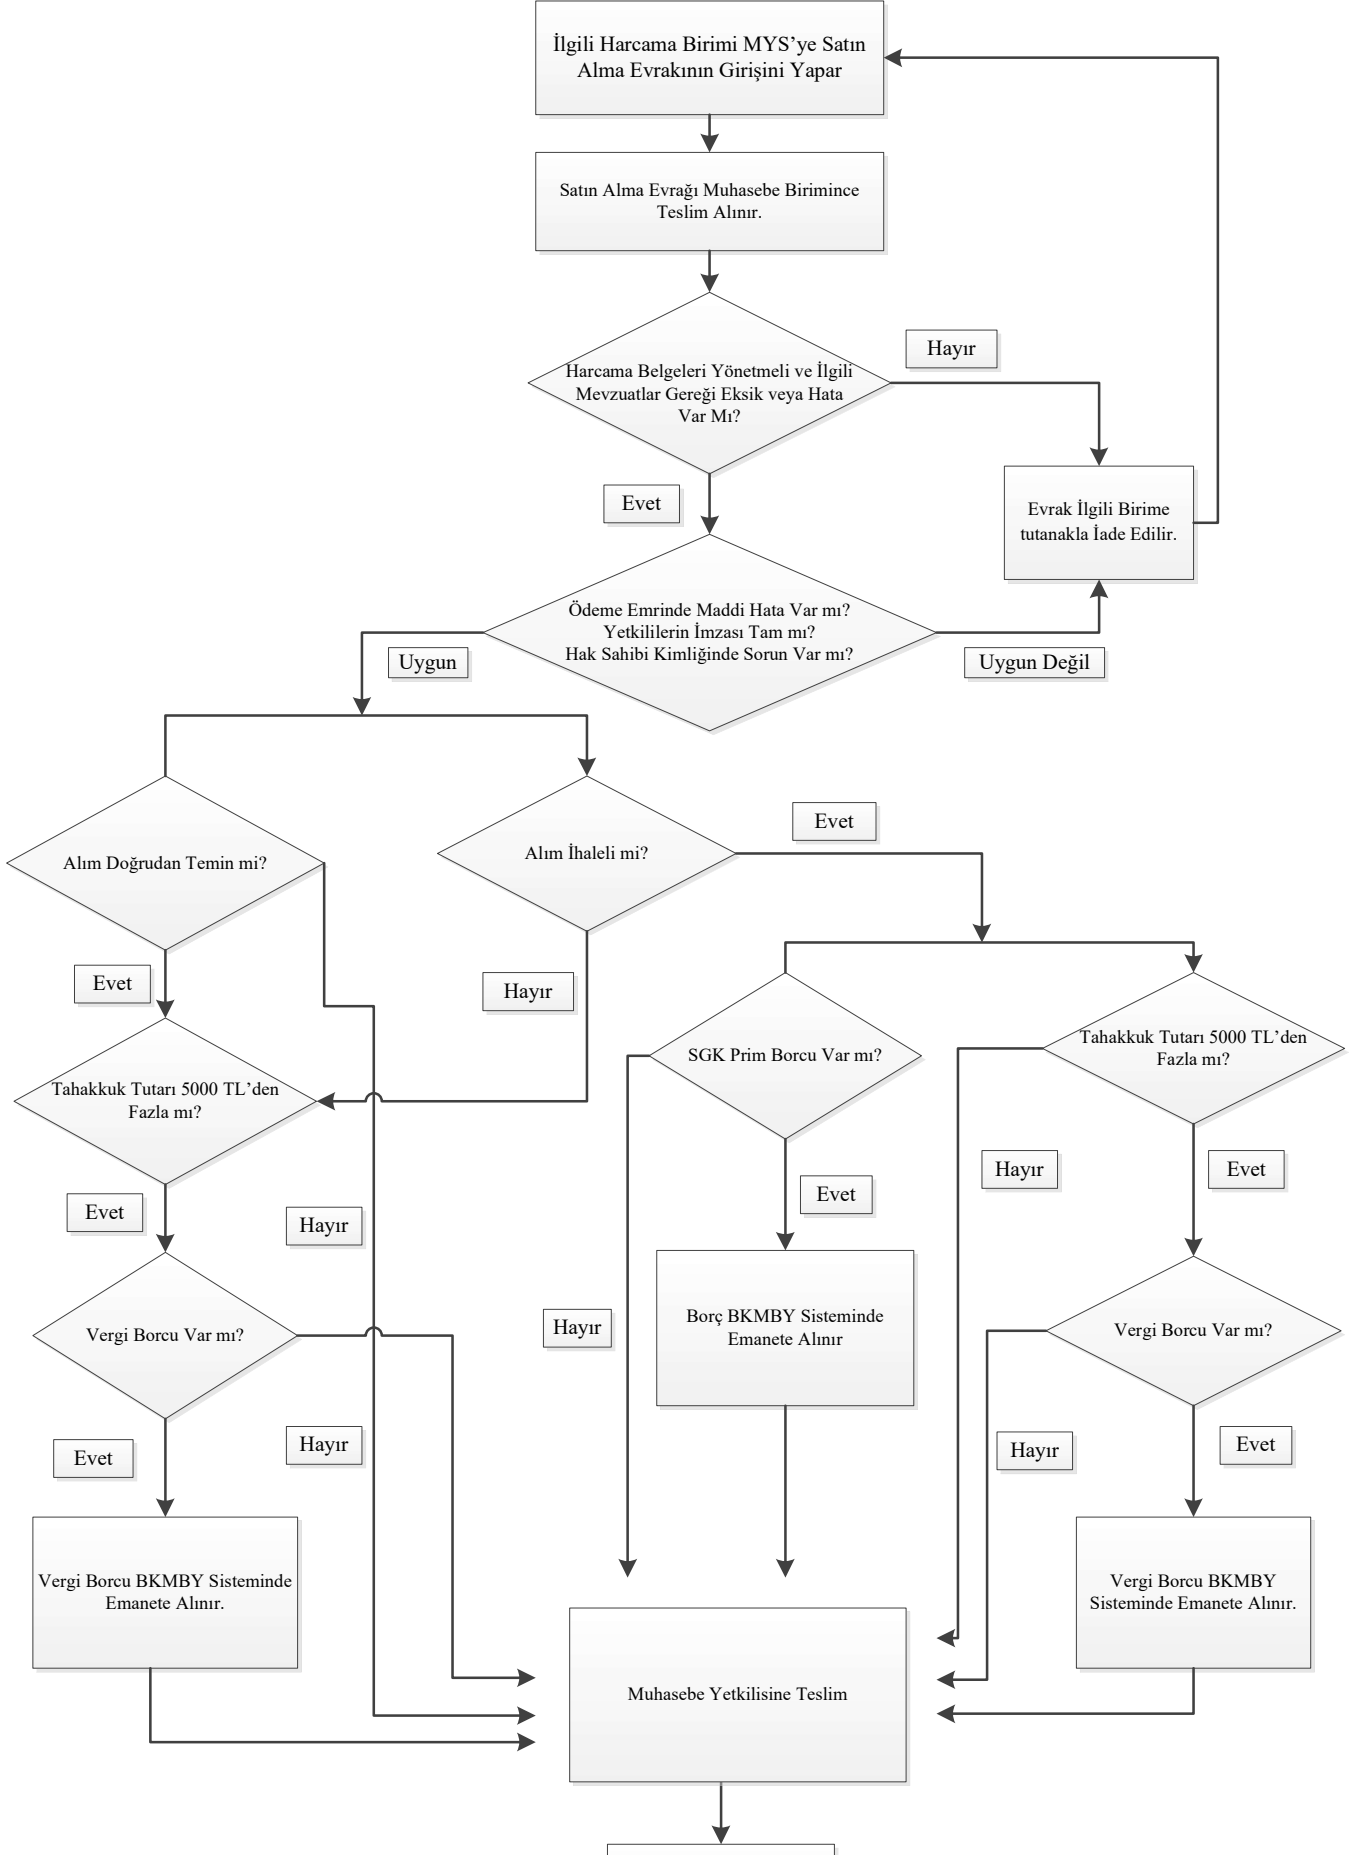 İlgili Harcama Birimi MYS’ye Satın
Alma Evrakının Girişini Yapar
Satın Alma Evrağı Muhasebe Birimince
Teslim Alınır.
Hayır
Harcama Belgeleri Yönetmeli ve İlgili
Mevzuatlar Gereği Eksik veya Hata
Var Mı?
Evet
Evrak İlgili Birime
tutanakla İade Edilir.
Ödeme Emrinde Maddi Hata Var mı?
Yetkililerin İmzası Tam mı?
Hak Sahibi Kimliğinde Sorun Var mı?
Uygun
Uygun Değil
Evet
Alım Doğrudan Temin mi?
Alım İhaleli mi?
Evet
Hayır
SGK Prim Borcu Var mı?
Tahakkuk Tutarı 5000 TL’den
Fazla mı?
Tahakkuk Tutarı 5000 TL’den
Fazla mı?
Hayır
Evet
Evet
Evet
Hayır
Borç BKMBY Sisteminde
Emanete Alınır
Hayır
Vergi Borcu Var mı?
Vergi Borcu Var mı?
Evet
Hayır
Hayır
Evet
Vergi Borcu BKMBY Sisteminde
Emanete Alınır.
Vergi Borcu BKMBY
Sisteminde Emanete Alınır.
Muhasebe Yetkilisine Teslim